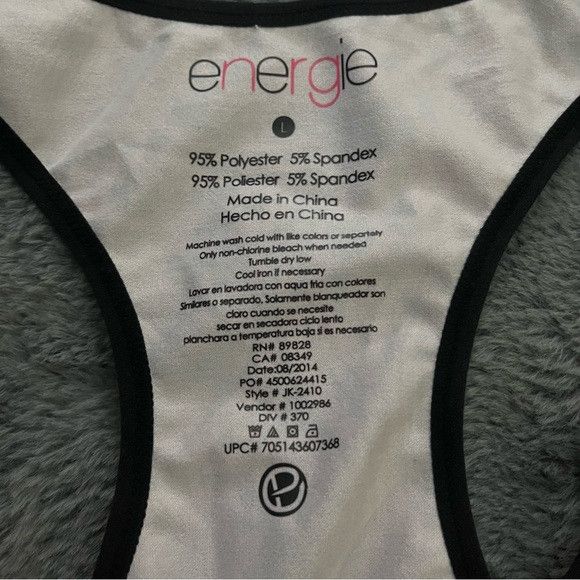 energie
L
95% Polyester 5% Spandex
95% Poliester 5% Spandex
Made in China
Hecho en China
Machine wash cold with like colors or separtely
Only non-chlorine bleach when needed
Tumble dry low
Cool iron if necessary
Lavar en lavadora con aqua fria con colores
Similares o separado, Solamente blanqueador son
cloro cuando se necesite
secar en secadora ciclo lento
planchara a temperatura baja si es necesario
RN# 89828
CA# 08349
Date:08/2014
PO# 4500624415
Style # JK-2410
Vendor # 1002986
DIV # 370
UPC# 705143607368